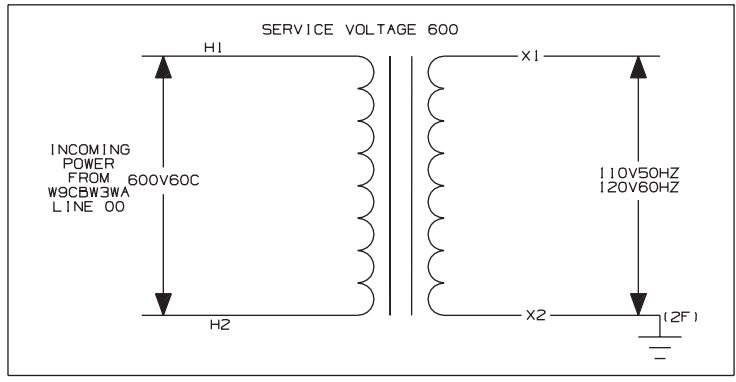 SERVICE VOLTAGE 600
H1
X1
INCOMING
POWER
FROM
W9CBW3WA
LINE 00
600V60C
110V50HZ
120V60HZ
H2
X2
(2F)